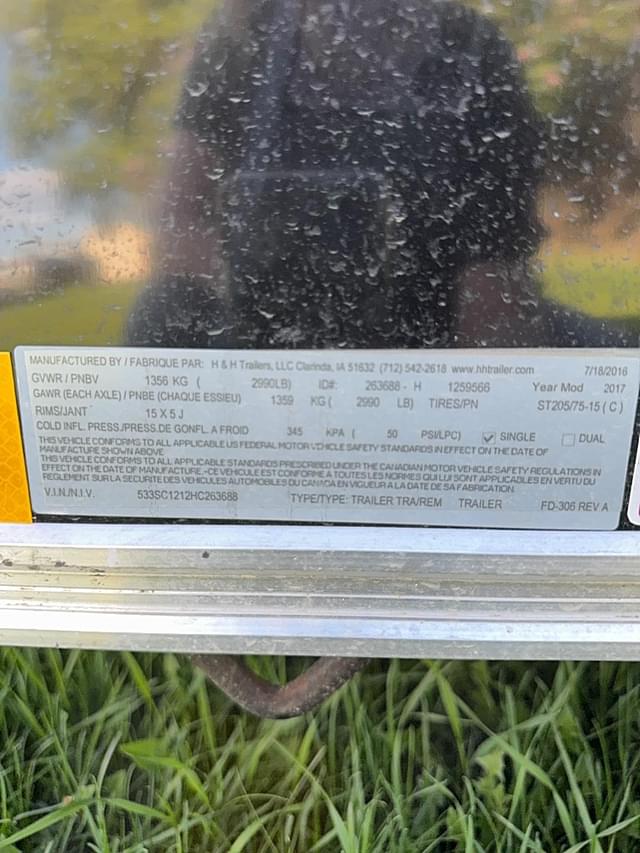 MANUFACTURED BY / FABRIQUE PAR: H & H Trailers, LLC Clarinda, IA 51632 (712) 542-2618 www.hhtrailer.com 7/18/2016
GVWR / PNBV 1356 KG ( 2990LB) ID#: 263688 - H 1259566 Year Mod 2017
GAWR (EACH AXLE) / PNBE (CHAQUE ESSIEU) 1359 KG ( 2990 LB) TIRES/PN ST205/75-15 ( C )
RIMS/JANT 15 X 5 J
COLD INFL. PRESS./PRESS.DE GONFL. A FROID 345 KPA ( 50 PSI/LPC) SINGLE DUAL
THIS VEHICLE CONFORMS TO ALL APPLICABLE US FEDERAL MOTOR VEHICLE SAFETY STANDARDS IN EFFECT ON THE DATE OF
MANUFACTURE SHOWN ABOVE
THIS VEHICLE CONFORMS TO ALL APPLICABLE STANDARDS PRESCRIBED UNDER THE CANADIAN MOTOR VEHICLE SAFETY REGULATIONS IN
EFFECT ON THE DATE OF MANUFACTURE.-CE VEHICULE EST CONFORME A TOUTES LES NORMES QUI LUI SONT APPLICABLES EN VERTU DU
REGLEMENT SUR LA SECURITE DES VEHICULES AUTOMOBILES DU CANADA EN VIGUEUR A LA DATE DE SA FABRICATION.
V.I.N./N.I.V. 533SC1212HC263688 TYPE/TYPE: TRAILER TRA/REM TRAILER FD-306 REV A